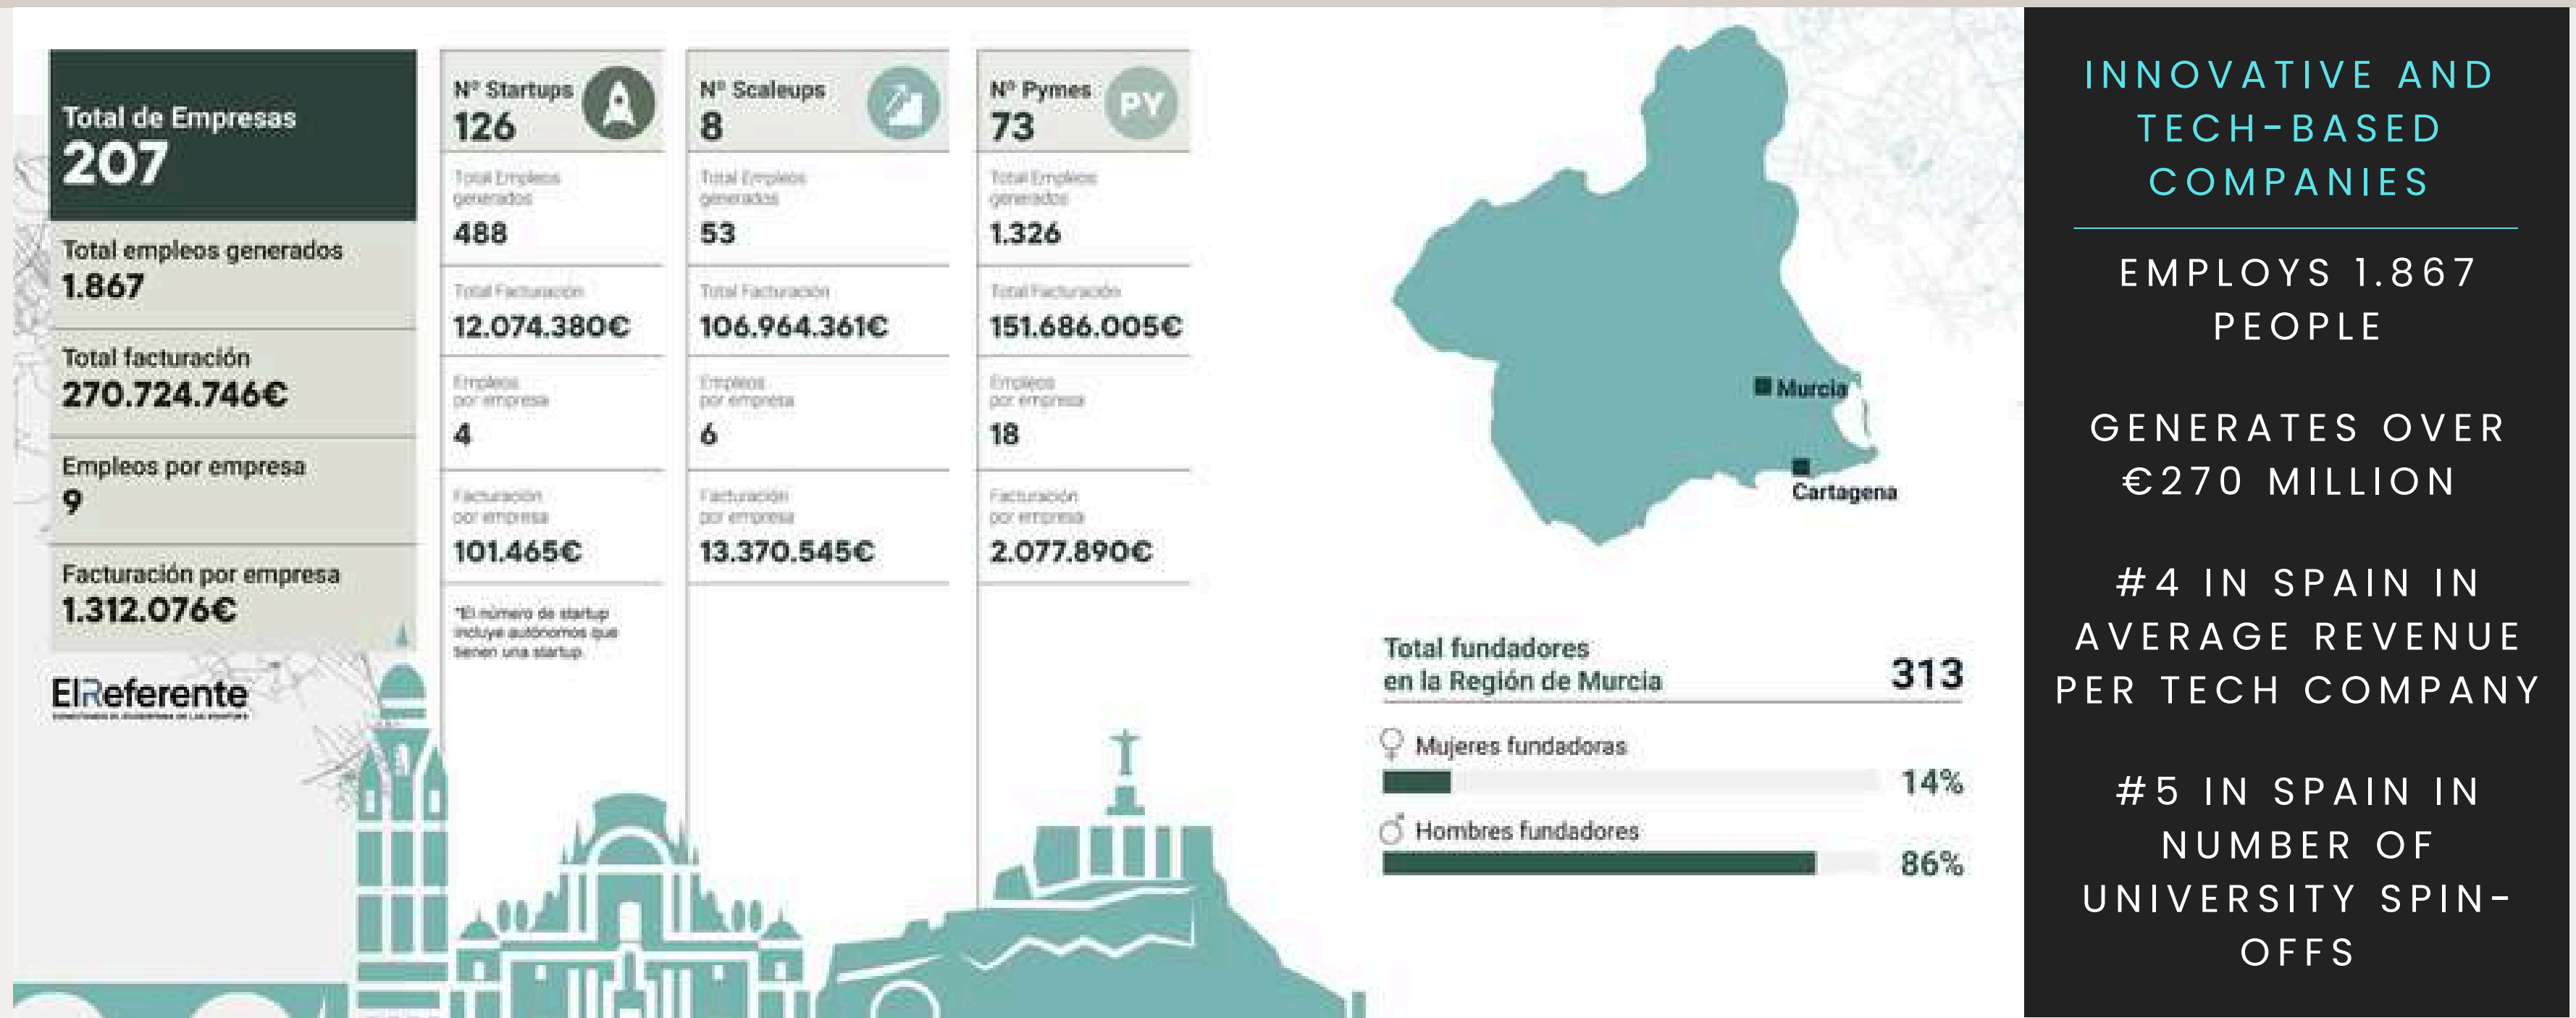 Total de Empresas
207
Total empleos generados
1.867
Total facturación
270.724.746€
Empleos por empresa
9
Facturación por empresa
1.312.076€
ElReferente
Nº Startups
126
Total Empleos
generados
488
Total Facturación
12.074.380€
Empleos
por empresa
4
Facturación
por empresa
101.465€
*El número de startup
incluye autónomos que
tienen una startup.
Nº Scaleups
8
Total Empleos
generados
53
Total Facturación
106.964.361€
Empleos
por empresa
6
Facturación
por empresa
13.370.545€
Nº Pymes
73
PY
Total Empleos
generados
1.326
Total Facturación
151.686.005€
Empleos
por empresa
18
Facturación
por empresa
2.077.890€
Murcia
Cartagena
Total fundadores
en la Región de Murcia
313
Mujeres fundadoras
14%
Hombres fundadores
86%
INNOVATIVE AND
TECH-BASED
COMPANIES
EMPLOYS 1.867
PEOPLE
GENERATES OVER
€270 MILLION
#4 IN SPAIN IN
AVERAGE REVENUE
PER TECH COMPANY
#5 IN SPAIN IN
NUMBER OF
UNIVERSITY SPIN-
OFFS